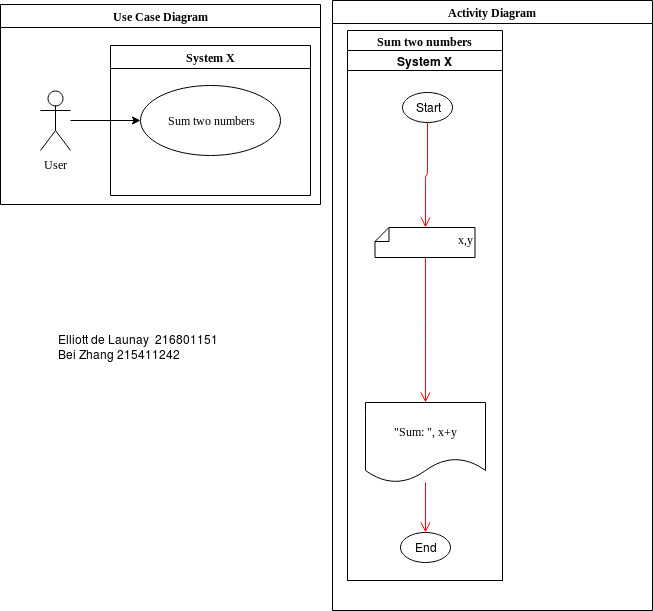 Use Case Diagram
System X
Sum two numbers
User
Elliott de Launay  216801151
Bei Zhang 215411242
Activity Diagram
Sum two numbers
System X
Start
x,y
"Sum: ", x+y
End